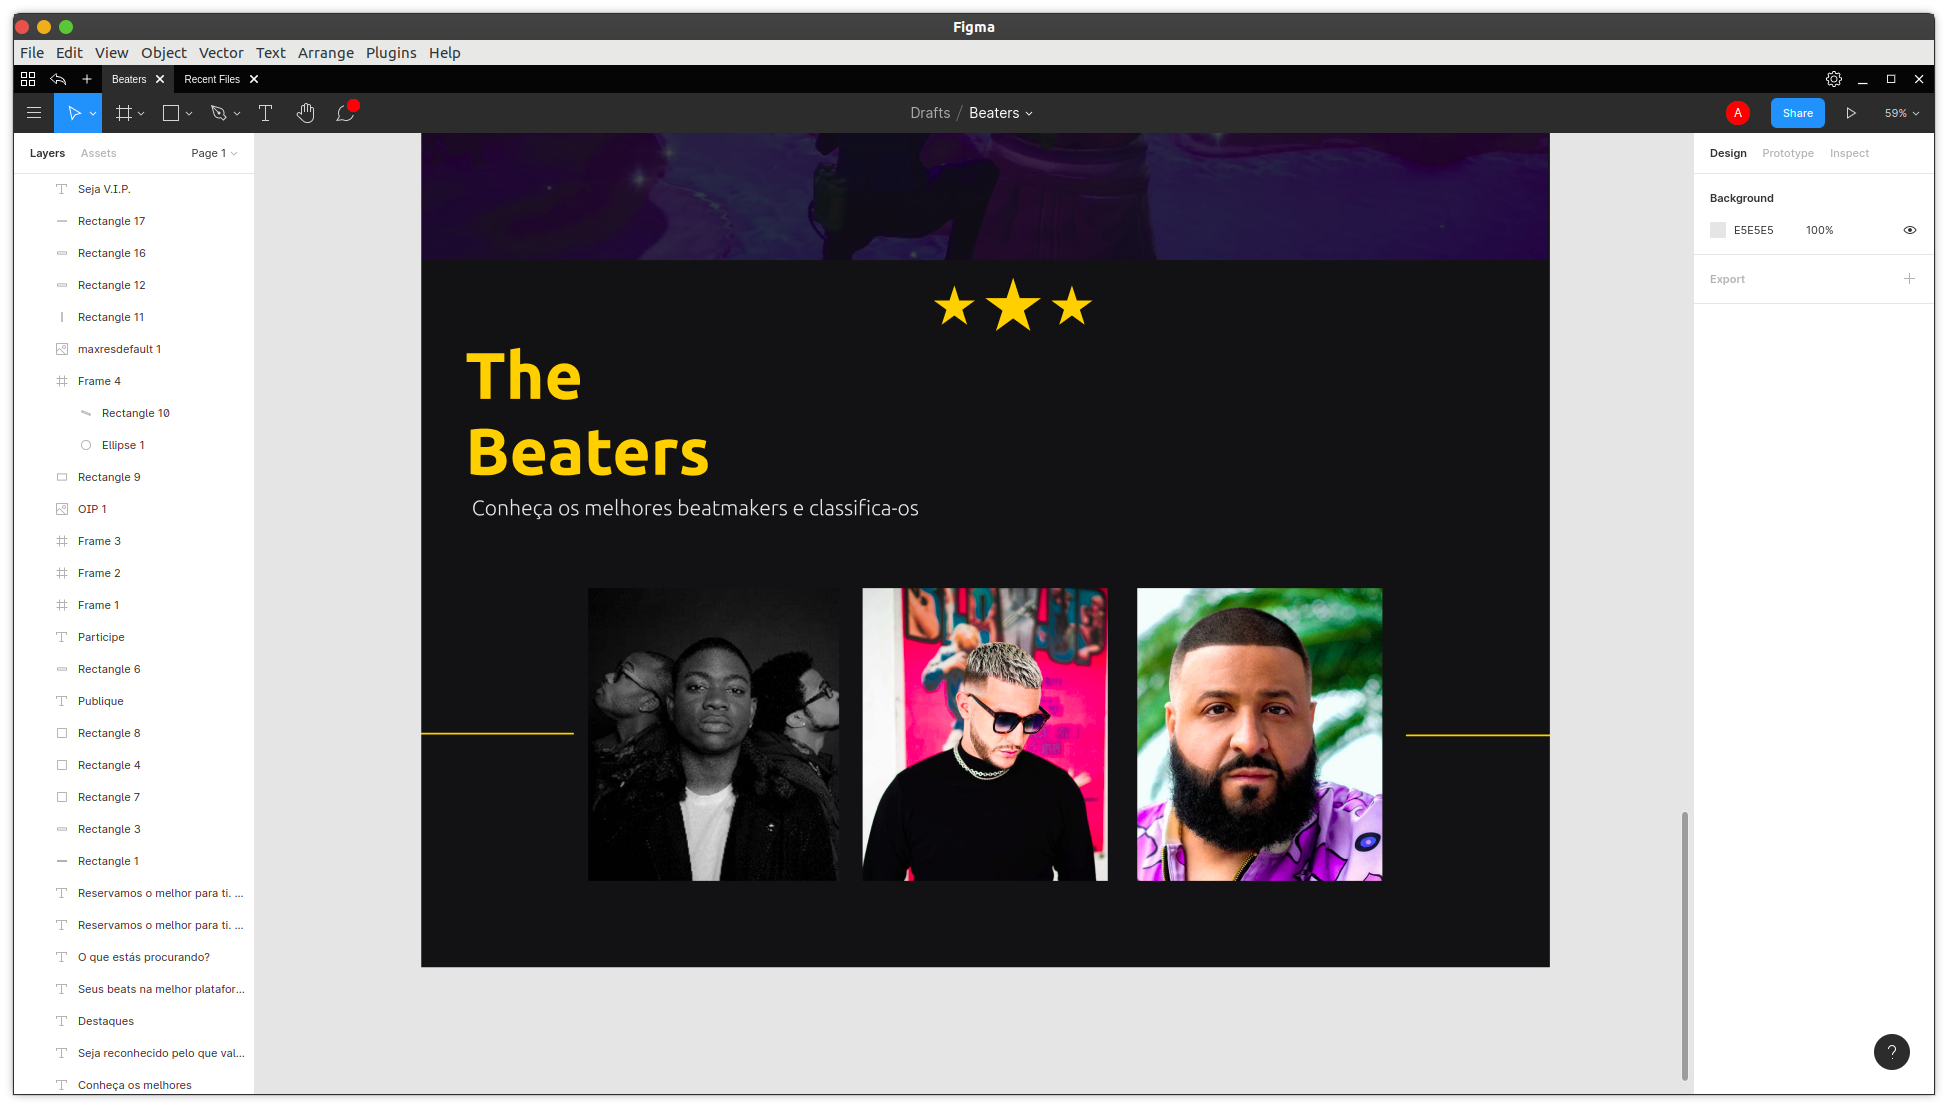 Figma
File Edit View Object Vector Text Arrange Plugins Help
Beaters Recent Files
Drafts / Beaters
A
Share
59%
Layers Assets Page 1
Seja V.I.P.
Rectangle 17
Rectangle 16
Rectangle 12
Rectangle 11
maxresdefault 1
Frame 4
Rectangle 10
Ellipse 1
Rectangle 9
OIP 1
Frame 3
Frame 2
Frame 1
Participe
Rectangle 6
Publique
Rectangle 8
Rectangle 4
Rectangle 7
Rectangle 3
Rectangle 1
Reservamos o melhor para ti. ...
Reservamos o melhor para ti. ...
O que estás procurando?
Seus beats na melhor platafor...
Destaques
Seja reconhecido pelo que val...
Conheça os melhores
The
Beaters
Conheça os melhores beatmakers e classifica-os
Design Prototype Inspect
Background
E5E5E5 100%
Export
?